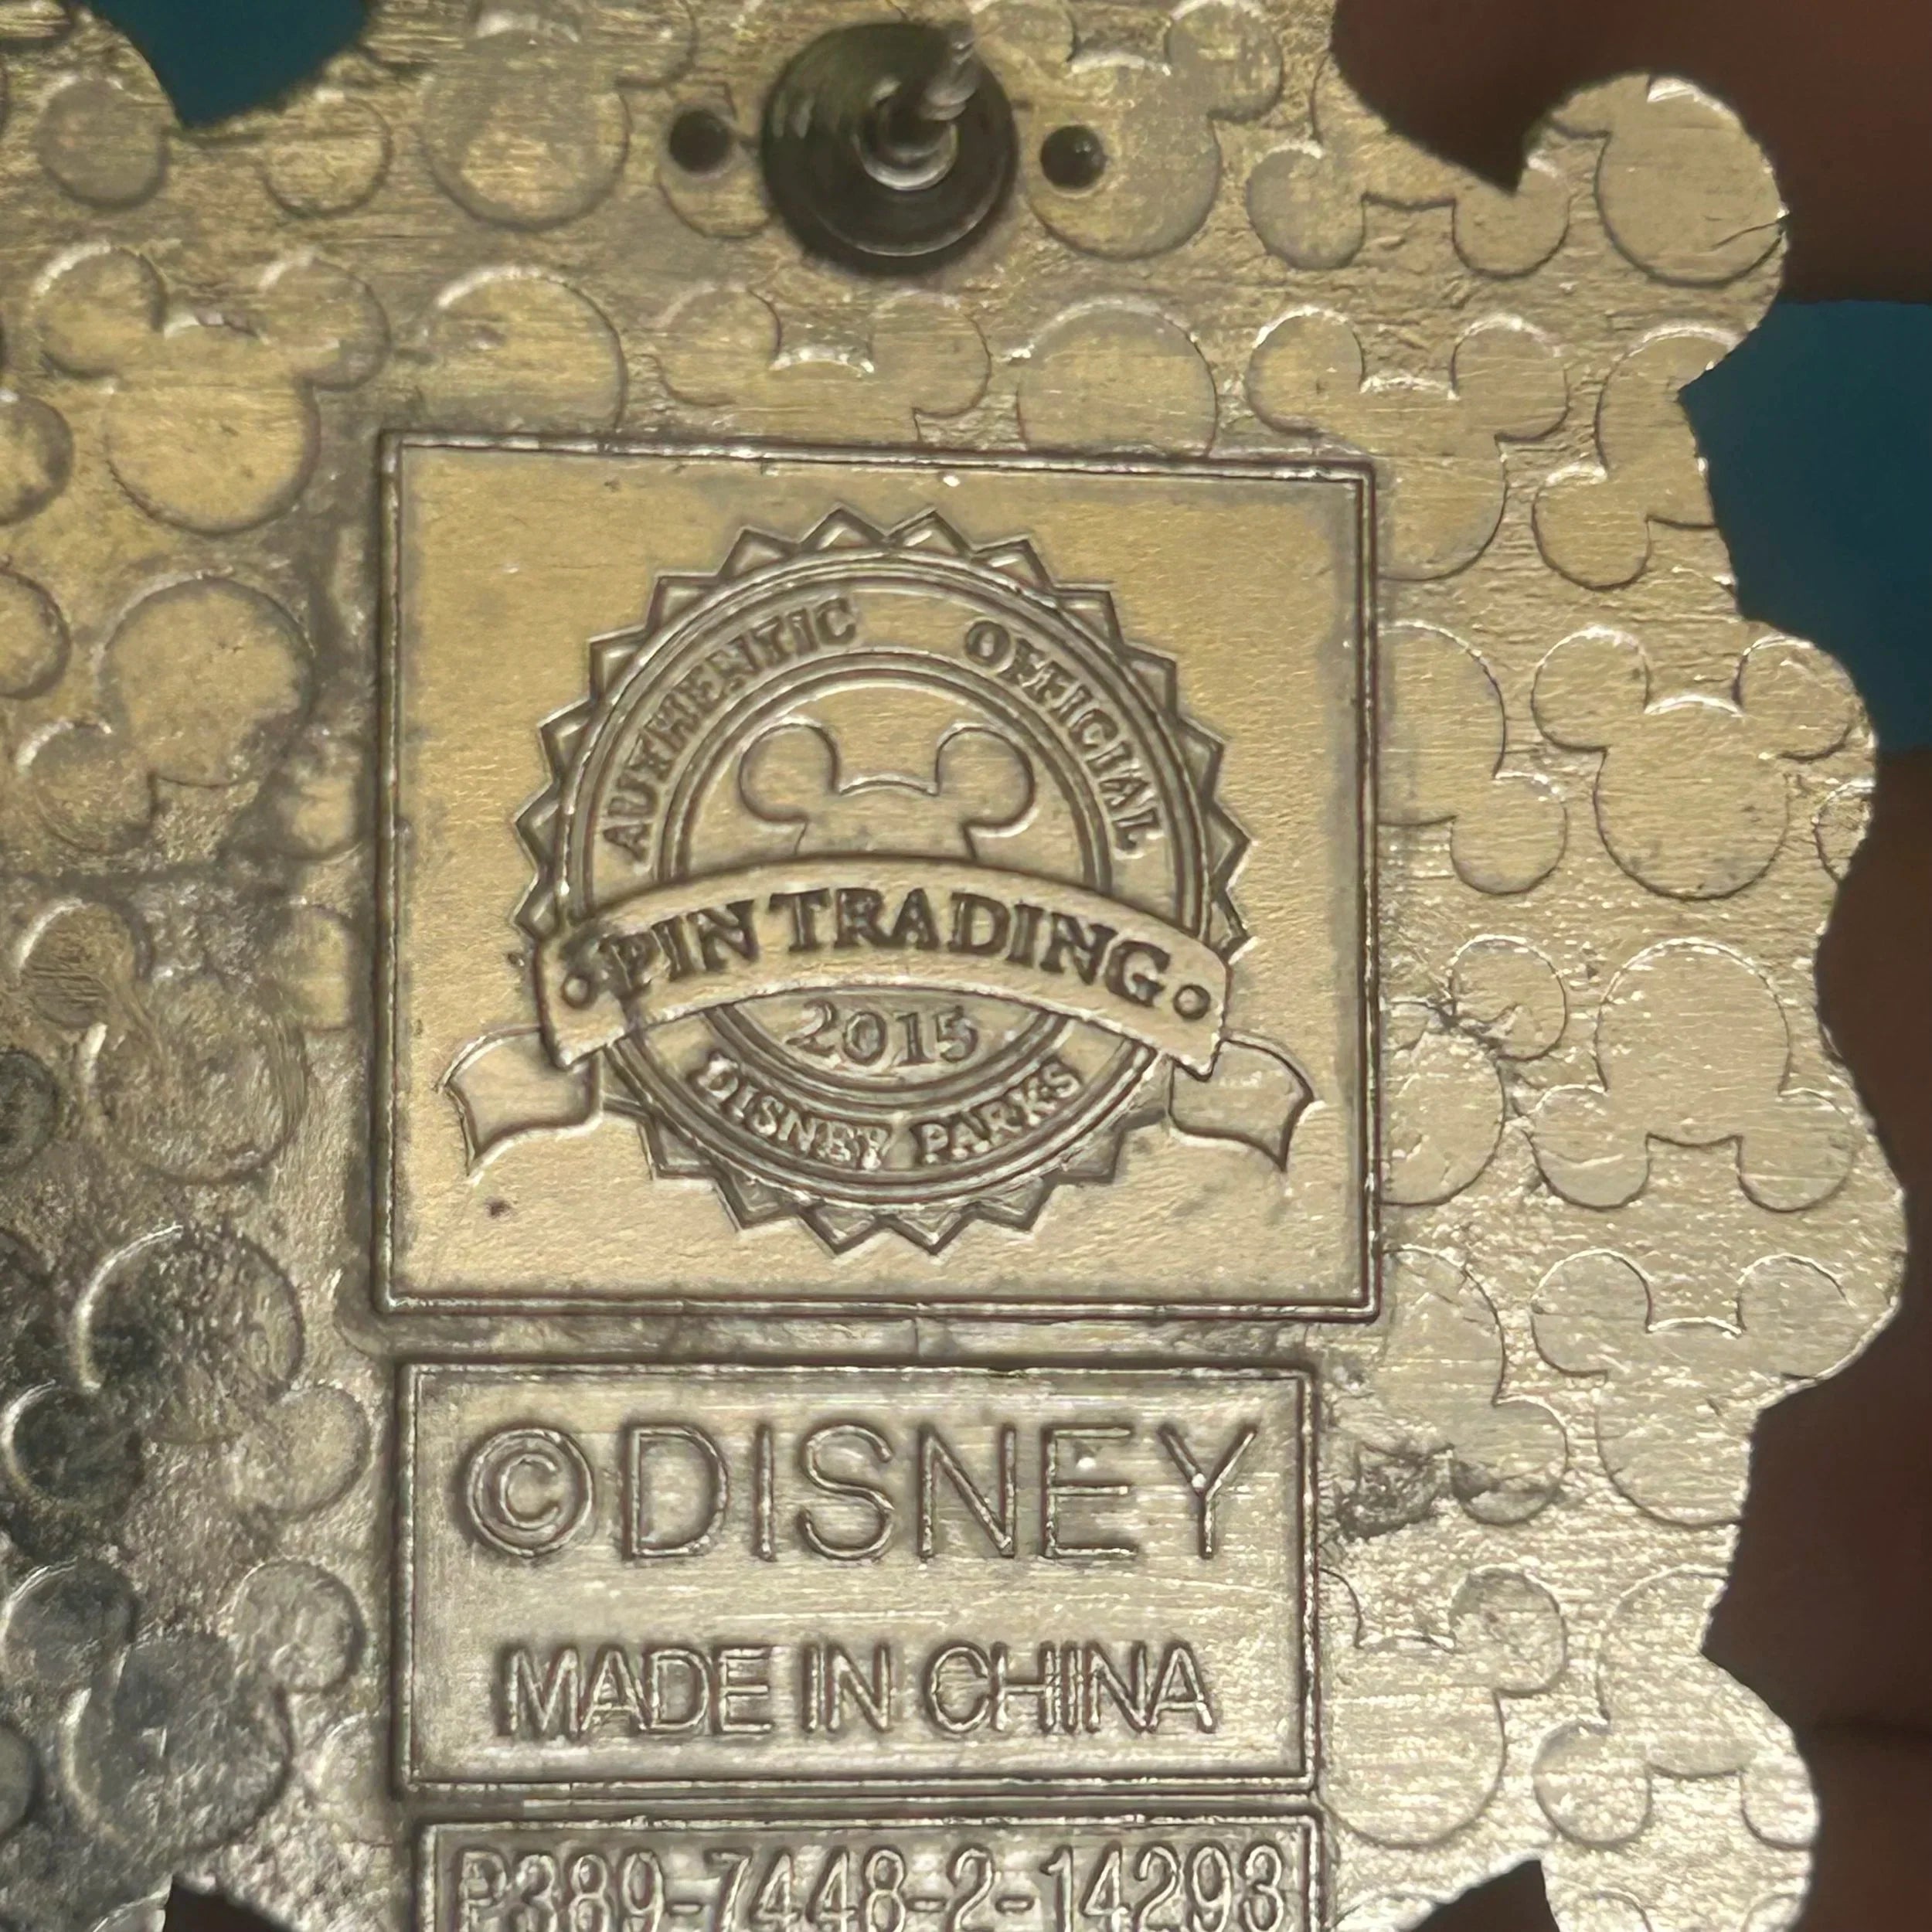 AUTHENTIC OFFICIAL
PIN TRADING
2015
DISNEY PARKS
©DISNEY
MADE IN CHINA
P389-7448-2-14293